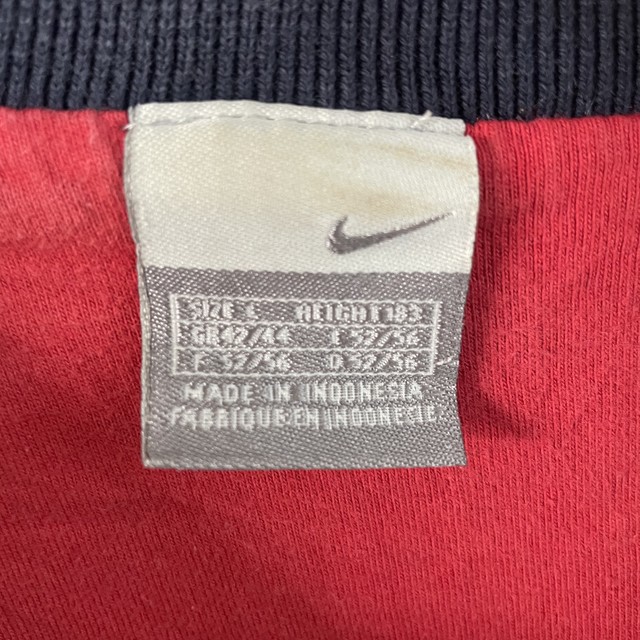 SIZE L HEIGHT 183
GB 42/44 E 52/56
F 52/56 D 52/56
MADE IN INDONESIA
FABRIQUE EN INDONESIE